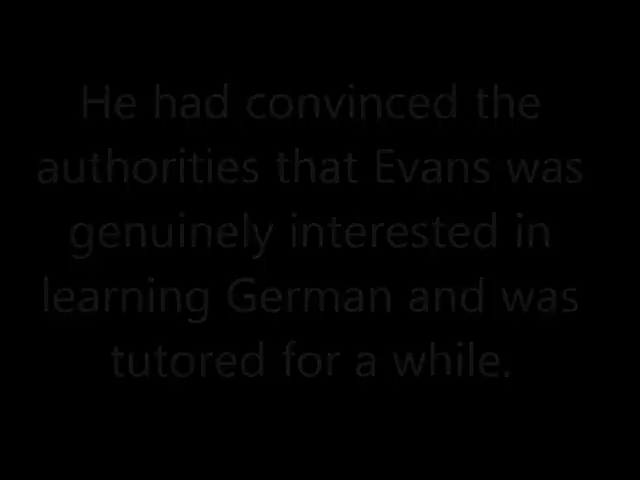 He had convinced the
authorities that Evans was
genuinely interested in
learning German and was
tutored for a while.